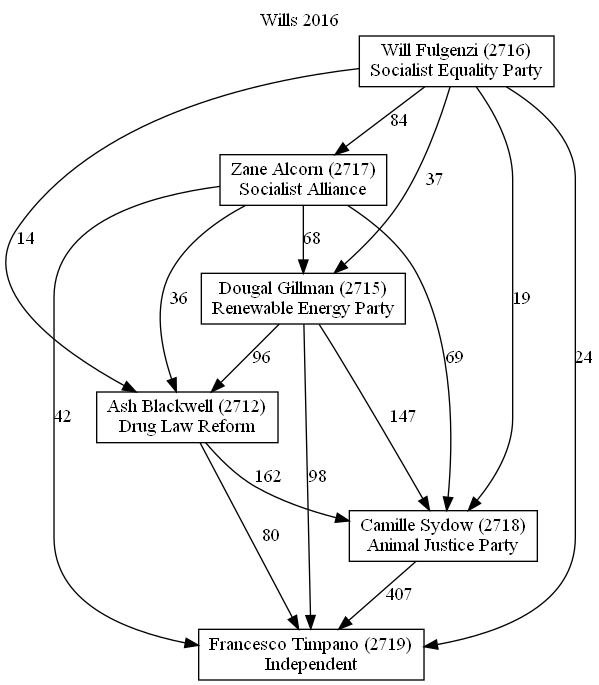 Wills 2016
Will Fulgenzi (2716)
Socialist Equality Party
84
Zane Alcorn (2717)
Socialist Alliance
37
14
68
Dougal Gillman (2715)
Renewable Energy Party
36
19
69
24
96
Ash Blackwell (2712)
Drug Law Reform
42
147
162
98
80
Camille Sydow (2718)
Animal Justice Party
407
Francesco Timpano (2719)
Independent